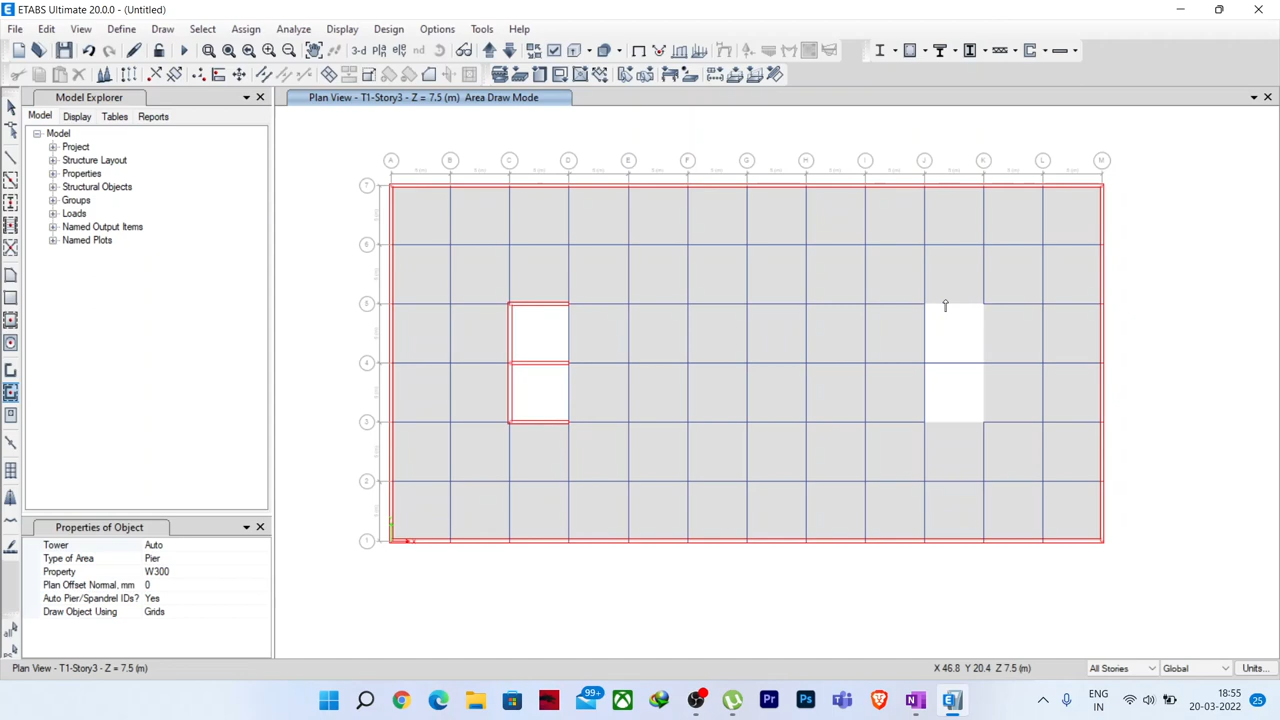 ETABS Ultimate 20.0.0 - (Untitled)
File Edit View Define Draw Select Assign Analyze Display Design Options Tools Help
3-d
Model Explorer
Plan View - T1-Story3 - Z = 7.5 (m) Area Draw Mode
Model Display Tables Reports
Model
Project
Structure Layout
Properties
Structural Objects
Groups
Loads
Named Output Items
Named Plots
A B C D E F G H I J K L M
7
6
5
4
3
2
1
Properties of Object
Tower Auto
Type of Area Pier
Property W300
Plan Offset Normal, mm 0
Auto Pier/Spandrel IDs? Yes
Draw Object Using Grids
Plan View - T1-Story3 - Z = 7.5 (m) X 46.8 Y 20.4 Z 7.5 (m) All Stories Global Units...
99+
ENG
IN
18:55
20-03-2022
25